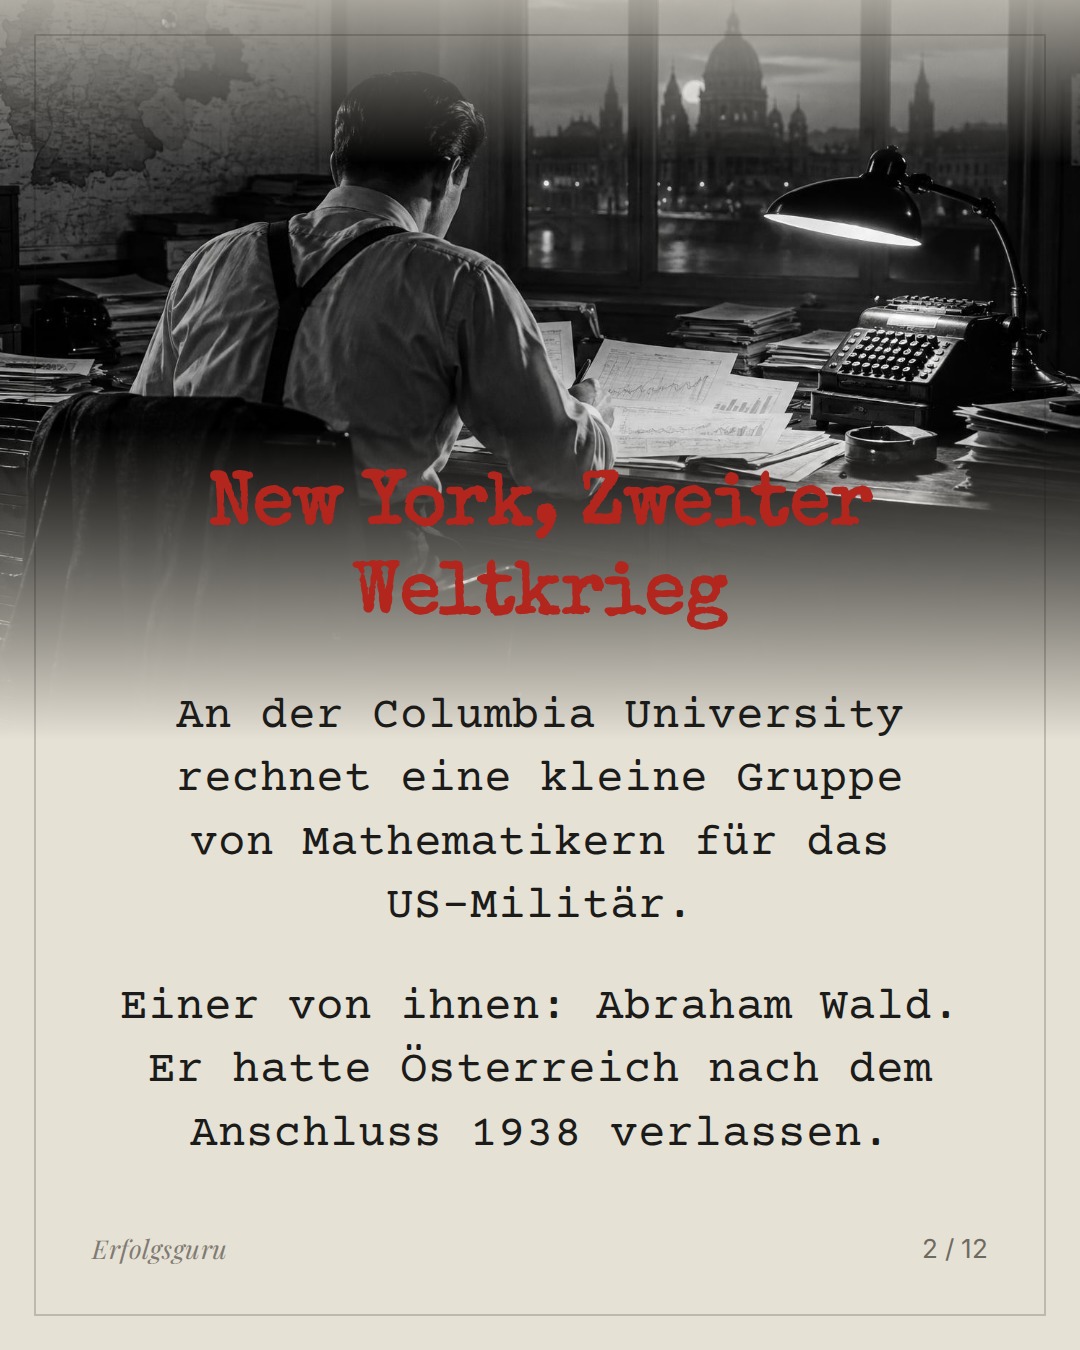 New York, Zweiter
Weltkrieg
An der Columbia University
rechnet eine kleine Gruppe
von Mathematikern für das
US-Militär.
Einer von ihnen: Abraham Wald.
Er hatte Österreich nach dem
Anschluss 1938 verlassen.
Erfolgsguru
2 / 12